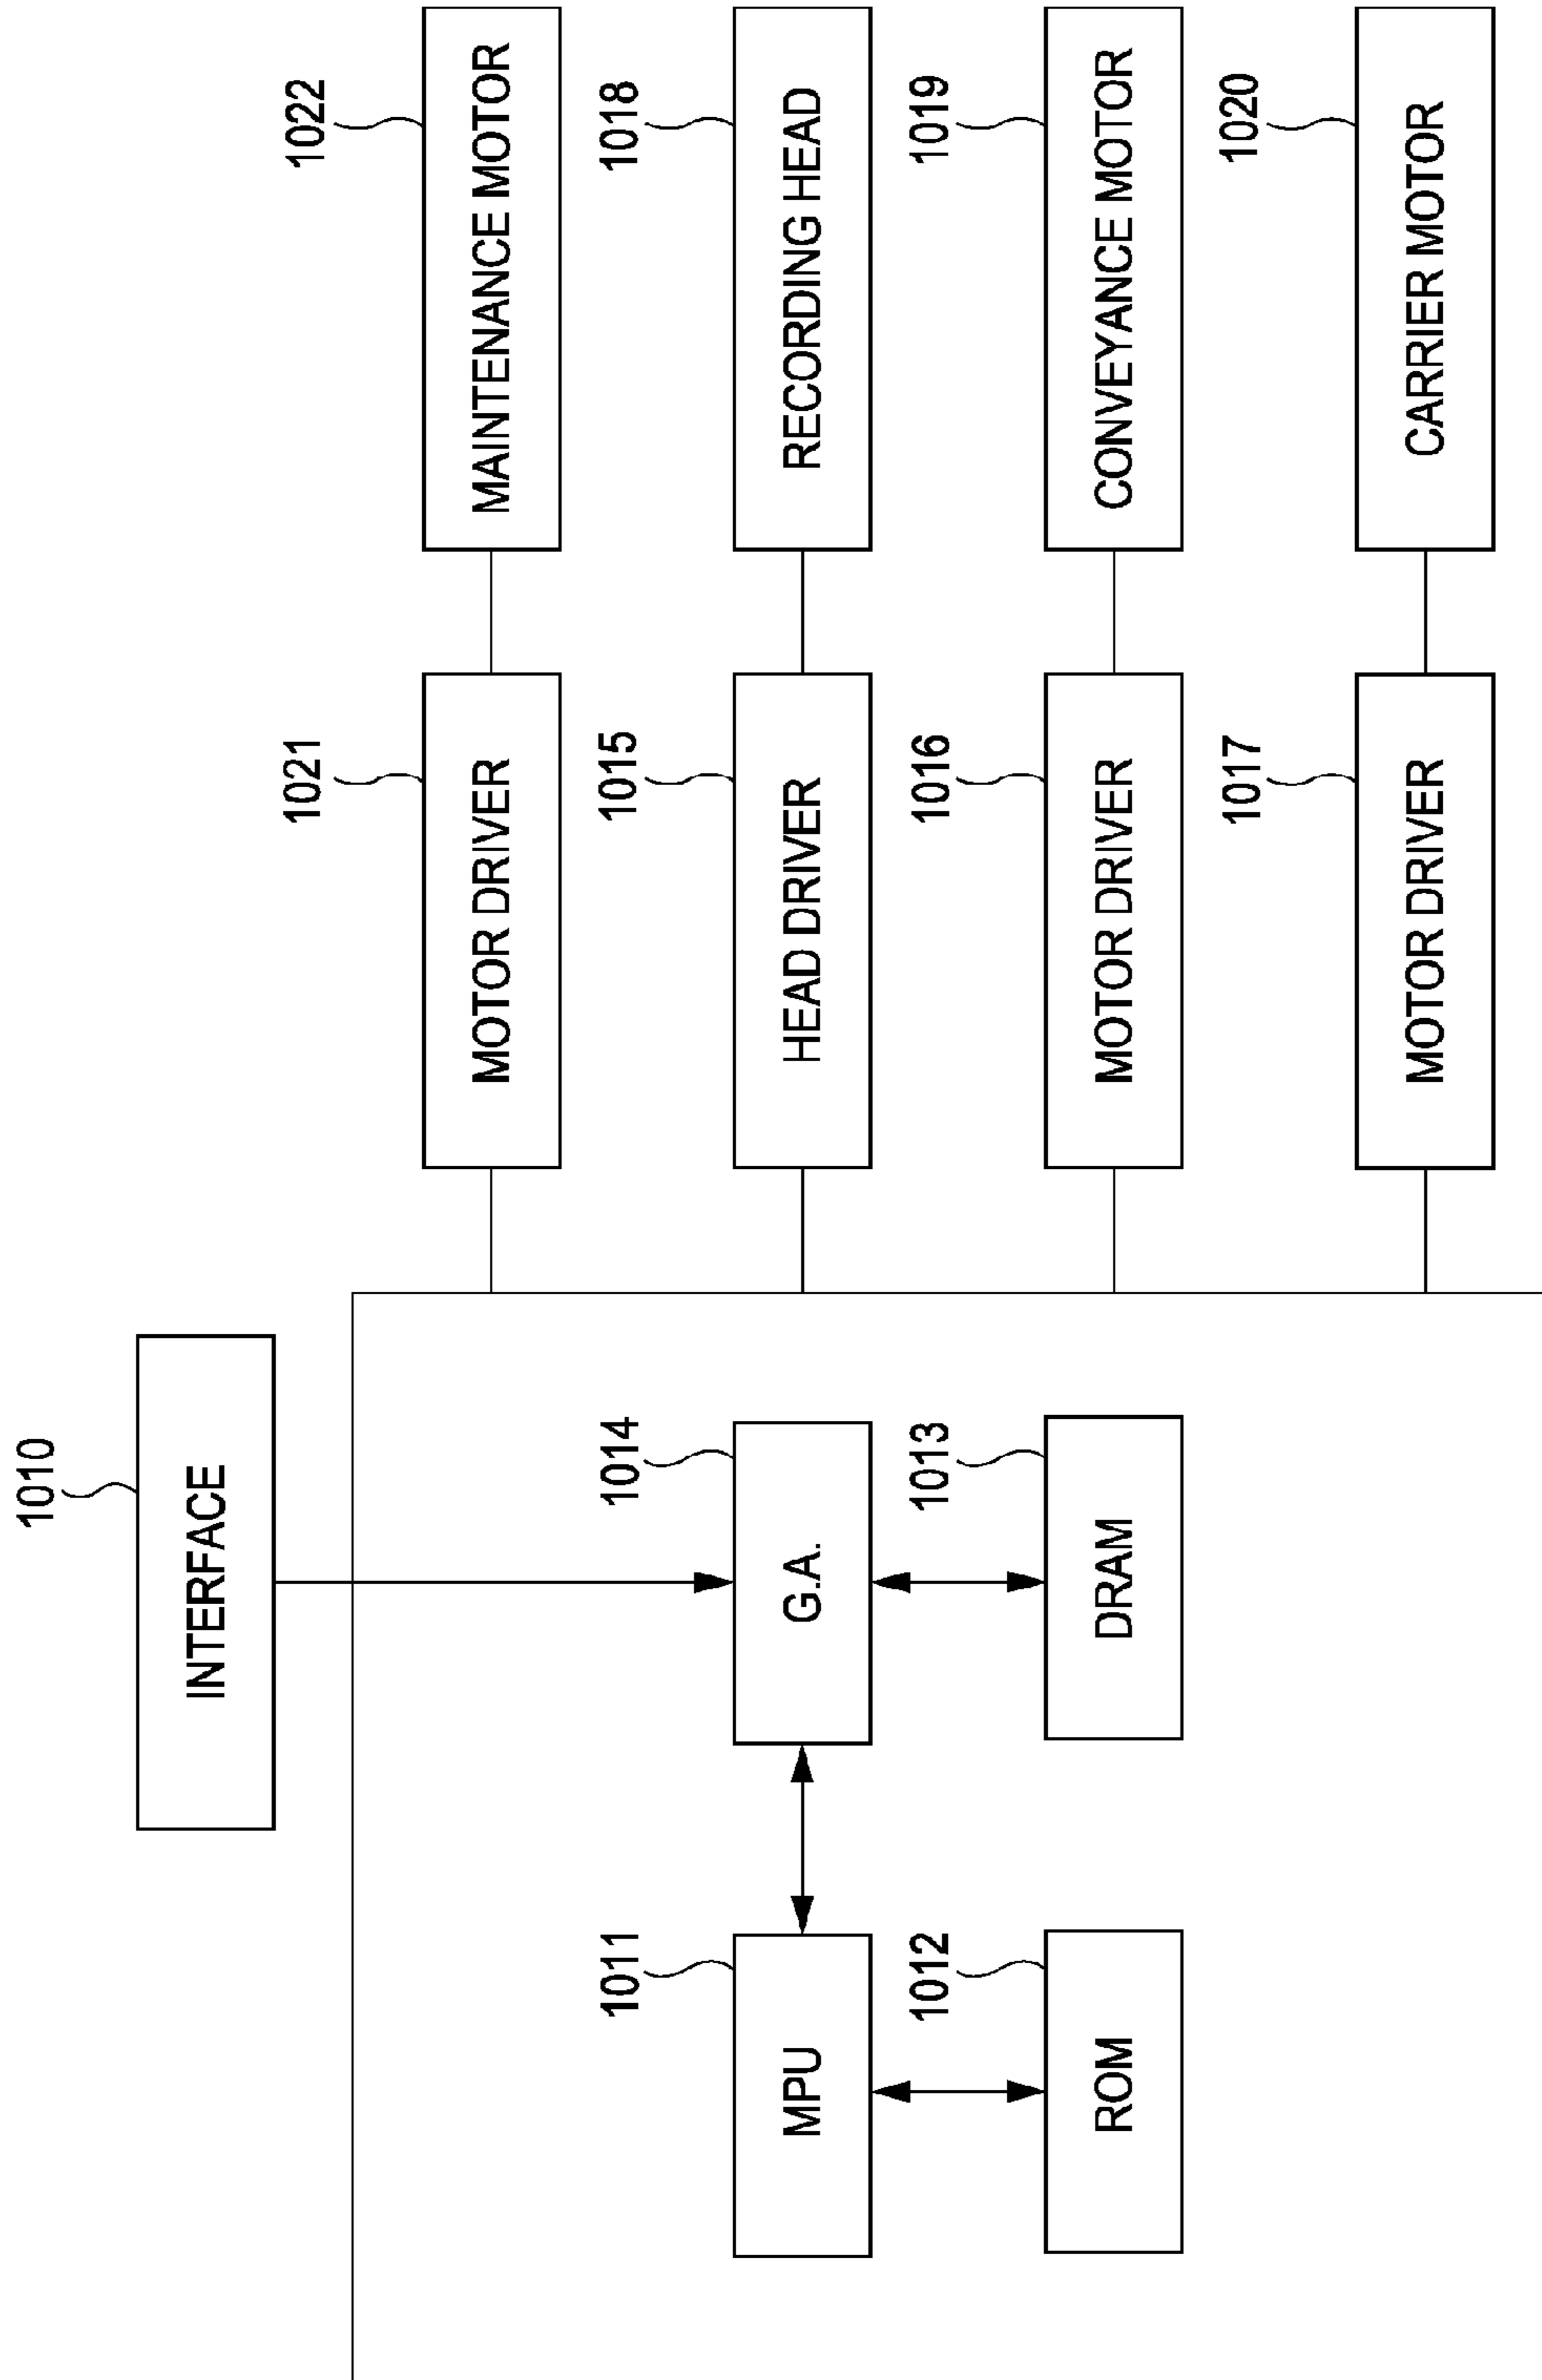 1010
INTERFACE
1021
MOTOR DRIVER
1022
MAINTENANCE MOTOR
1011
MPU
1014
G.A.
1015
HEAD DRIVER
1018
RECORDING HEAD
1012
ROM
1013
DRAM
1016
MOTOR DRIVER
1019
CONVEYANCE MOTOR
1017
MOTOR DRIVER
1020
CARRIER MOTOR